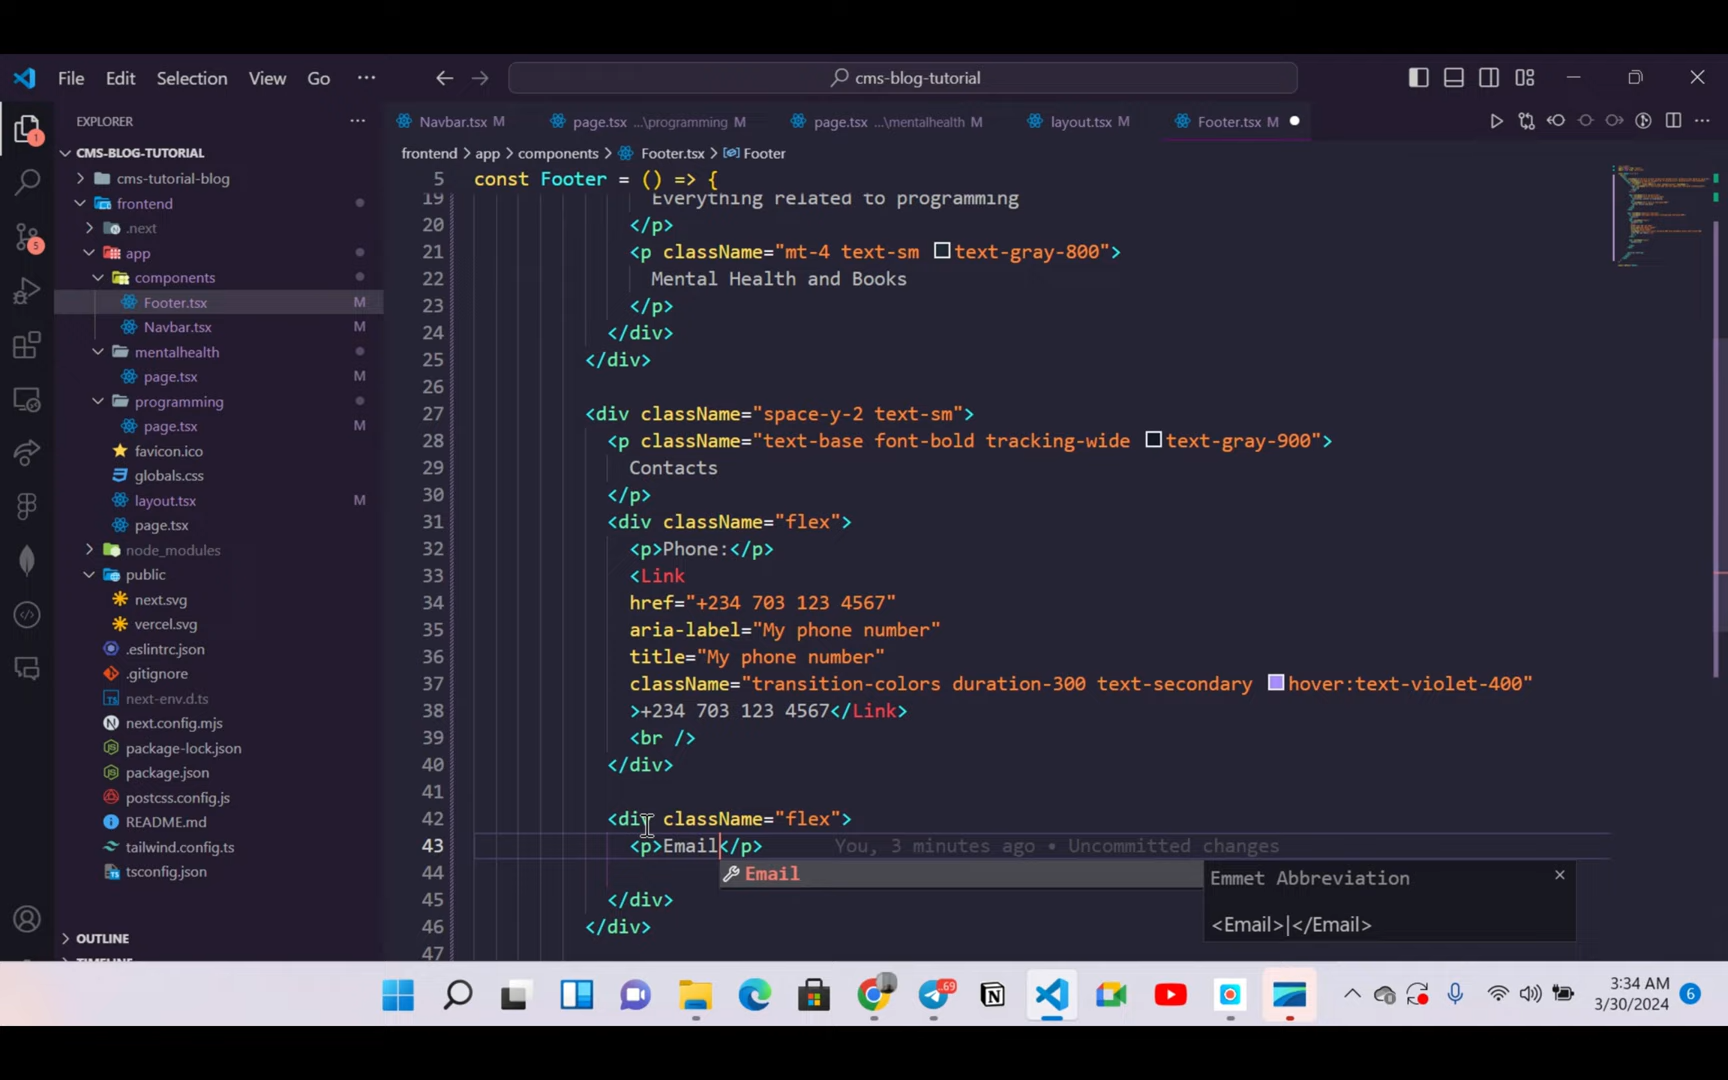 File Edit Selection View Go ··· cms-blog-tutorial
EXPLORER ···
CMS-BLOG-TUTORIAL
cms-tutorial-blog
frontend
.next
app
components
Footer.tsx M
Navbar.tsx M
mentalhealth
page.tsx M
programming
page.tsx M
favicon.ico
globals.css
layout.tsx M
page.tsx
node_modules
public
next.svg
vercel.svg
.eslintrc.json
.gitignore
next-env.d.ts
next.config.mjs
package-lock.json
package.json
postcss.config.js
README.md
tailwind.config.ts
tsconfig.json
OUTLINE
TIMELINE
1
5
Navbar.tsx M page.tsx ...\programming M page.tsx ...\mentalhealth M layout.tsx M Footer.tsx M
frontend > app > components > Footer.tsx > Footer
5 const Footer = () => {
19 Everything related to programming
20 </p>
21 <p className="mt-4 text-sm text-gray-800">
22 Mental Health and Books
23 </p>
24 </div>
25 </div>
26
27 <div className="space-y-2 text-sm">
28 <p className="text-base font-bold tracking-wide text-gray-900">
29 Contacts
30 </p>
31 <div className="flex">
32 <p>Phone:</p>
33 <Link
34 href="+234 703 123 4567"
35 aria-label="My phone number"
36 title="My phone number"
37 className="transition-colors duration-300 text-secondary hover:text-violet-400"
38 >+234 703 123 4567</Link>
39 <br />
40 </div>
41
42 <div className="flex">
43 <p>Email</p> You, 3 minutes ago • Uncommitted changes
44 Email
45 </div>
46 </div>
47
Emmet Abbreviation
<Email>|</Email>
69
3:34 AM
3/30/2024
6